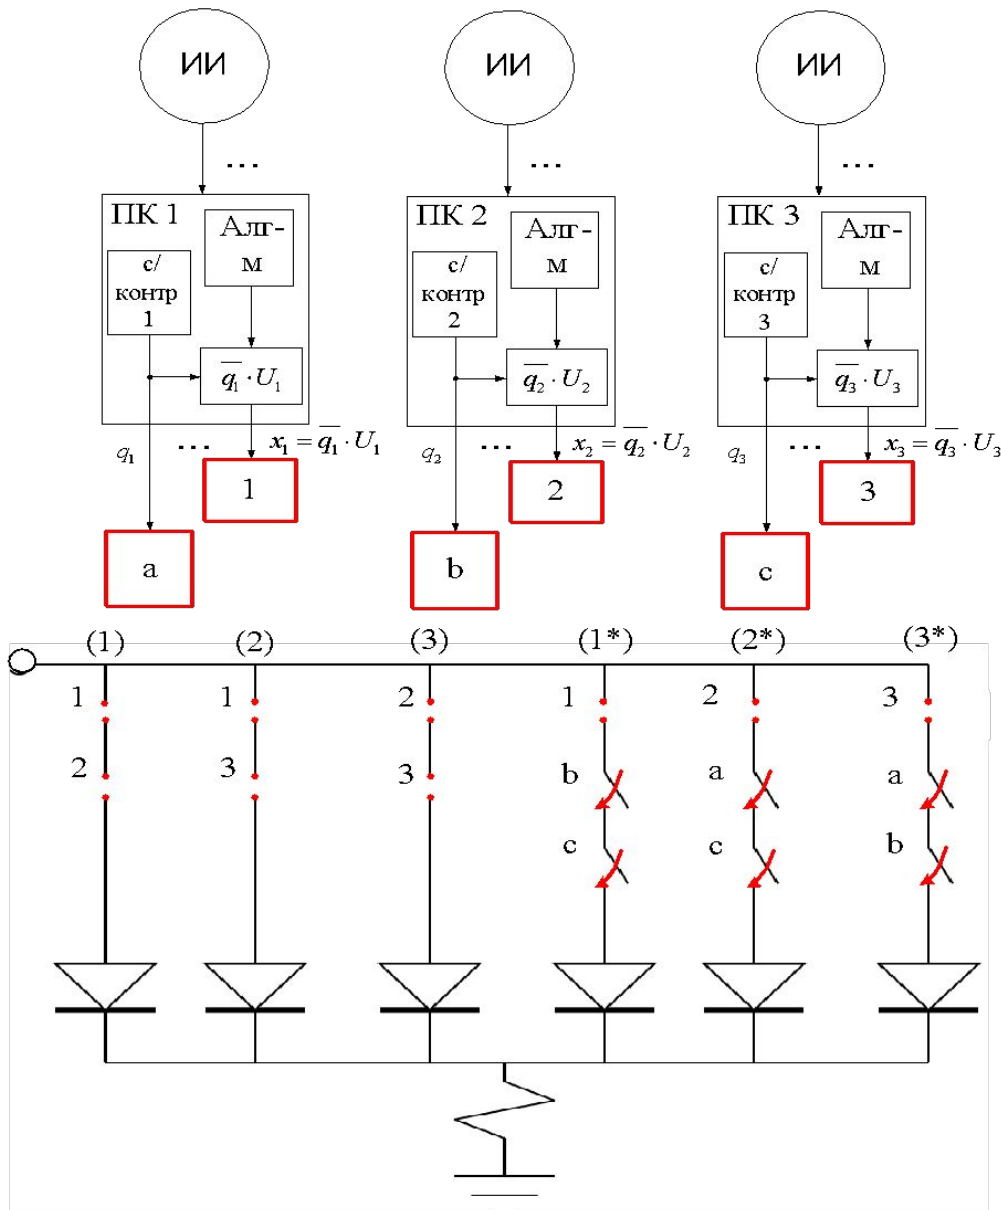 ИИ ИИ ИИ
... ... ...
ПК 1 ПК 2 ПК 3
Алг- Алг- Алг-
м м м
с/ с/ с/
контр контр контр
1 2 3
q̅₁·U₁ q̅₂·U₂ q̅₃·U₃
q₁ ... x₁ = q̅₁·U₁ q₂ ... x₂ = q̅₂·U₂ q₃ ... x₃ = q̅₃·U₃
1 2 3
a b c
(1) (2) (3) (1*) (2*) (3*)
1 1 2 1 2 3
2 3 3 b a a
c c b